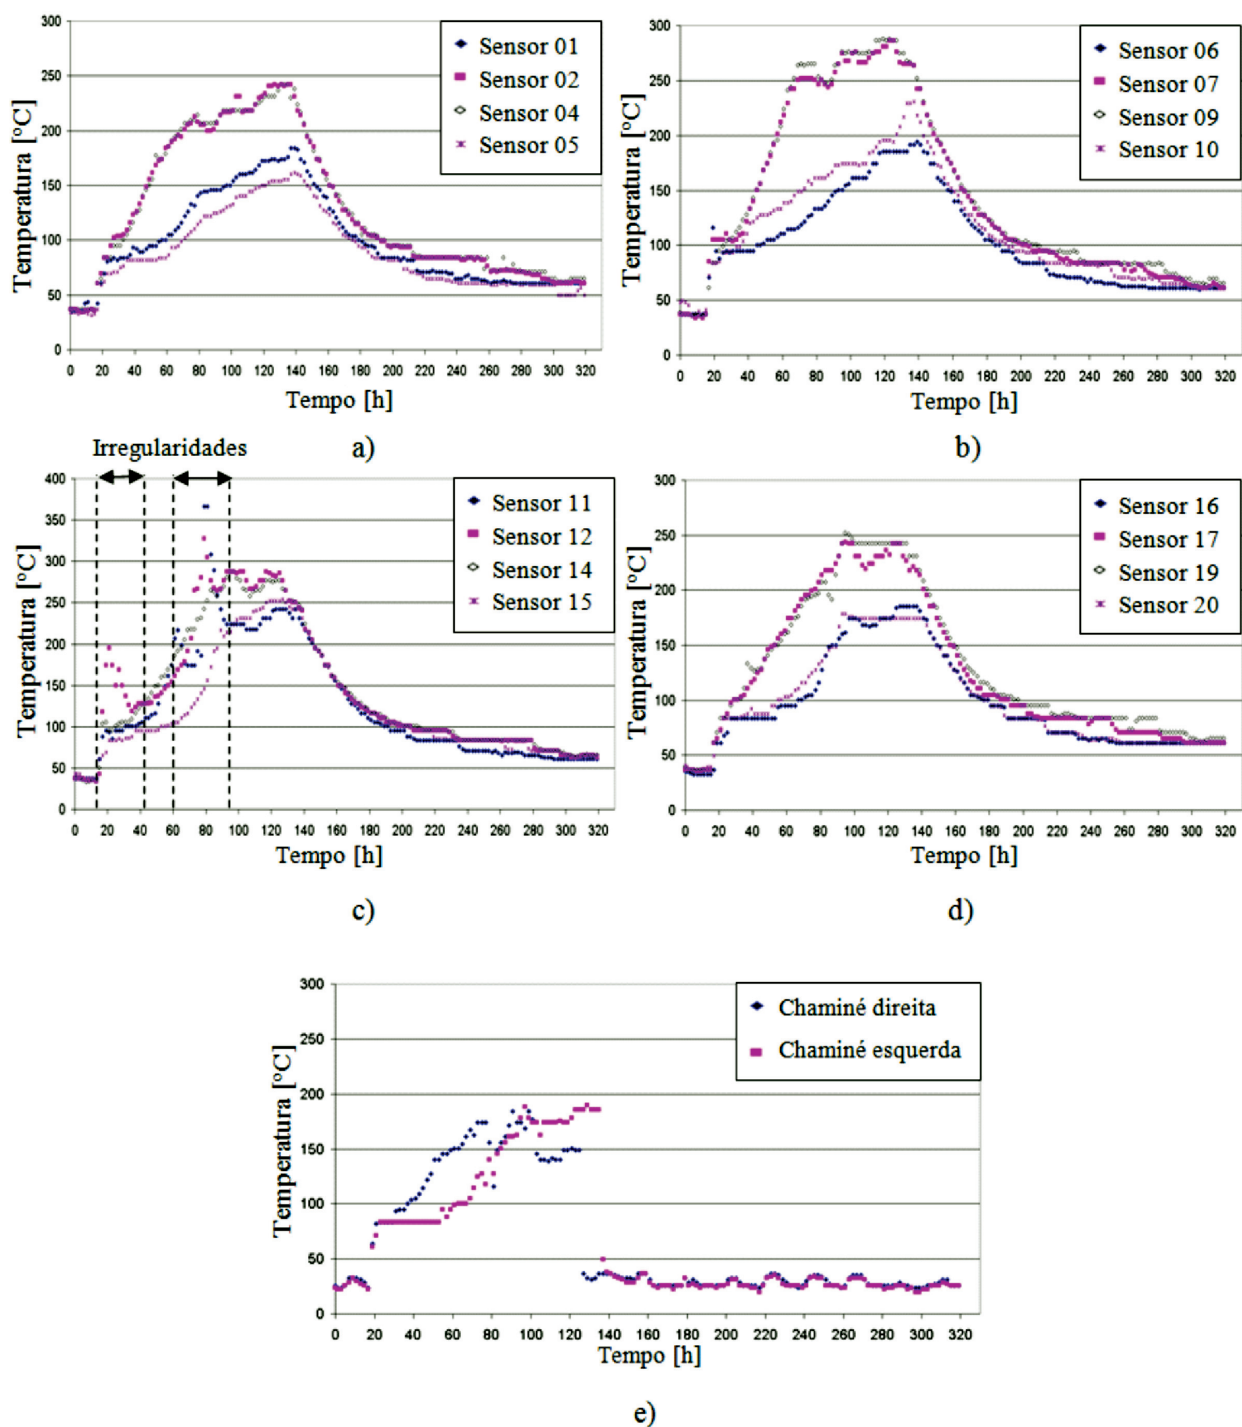 300
250
200
150
100
50
0
Temperatura [°C]
Sensor 01
Sensor 02
Sensor 04
Sensor 05
0 20 40 60 80 100 120 140 160 180 200 220 240 260 280 300 320
Tempo [h]
a)
300
250
200
150
100
50
0
Temperatura [°C]
Sensor 06
Sensor 07
Sensor 09
Sensor 10
0 20 40 60 80 100 120 140 160 180 200 220 240 260 280 300 320
Tempo [h]
b)
Irregularidades
400
350
300
250
200
150
100
50
0
Temperatura [°C]
Sensor 11
Sensor 12
Sensor 14
Sensor 15
0 20 40 60 80 100 120 140 160 180 200 220 240 260 280 300 320
Tempo [h]
c)
300
250
200
150
100
50
0
Temperatura [°C]
Sensor 16
Sensor 17
Sensor 19
Sensor 20
0 20 40 60 80 100 120 140 160 180 200 220 240 260 280 300 320
Tempo [h]
d)
300
250
200
150
100
50
0
Temperatura [°C]
Chaminé direita
Chaminé esquerda
0 20 40 60 80 100 120 140 160 180 200 220 240 260 280 300 320
Tempo [h]
e)